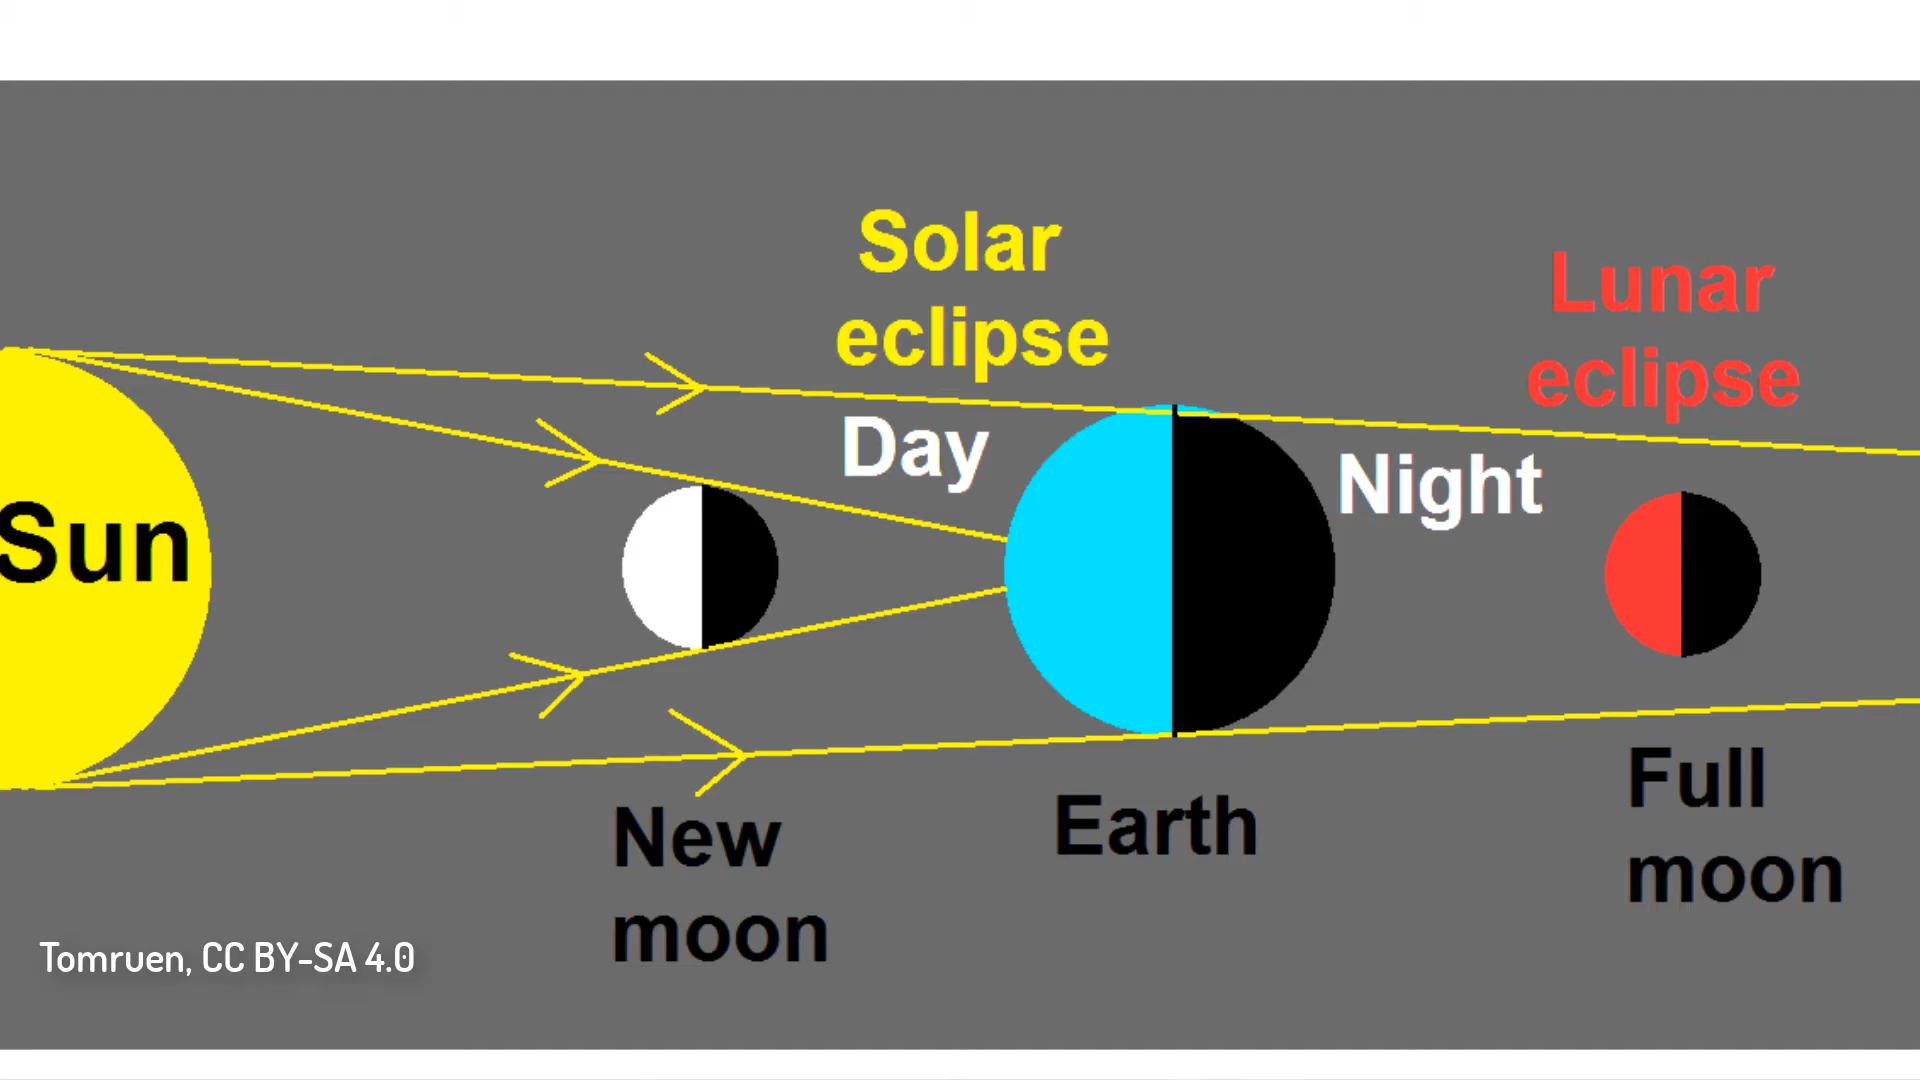 Solar
eclipse
Lunar
eclipse
Day
Night
Sun
New
moon
Earth
Full
moon
Tomruen, CC BY-SA 4.0